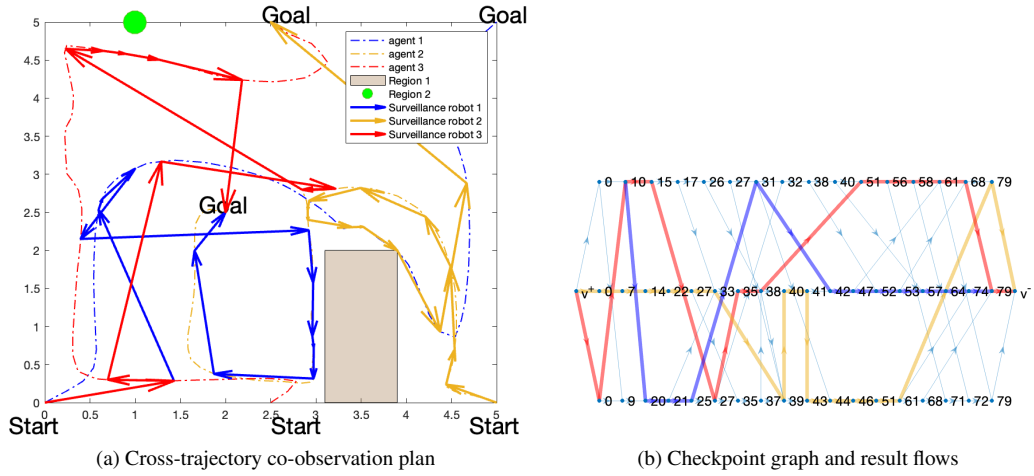 Goal Goal
5
4.5
4
3.5
3
2.5
2
1.5
1
0.5
0
agent 1
agent 2
agent 3
Region 1
Region 2
Surveillance robot 1
Surveillance robot 2
Surveillance robot 3
Goal
0 0.5 1 1.5 2 2.5 3 3.5 4 4.5 5
Start Start Start
(a) Cross-trajectory co-observation plan
0 10 15 17 26 27 31 32 38 40 51 56 58 61 68 79
v+ 0 7 14 22 27 33 35 38 40 41 42 47 52 53 57 64 74 79 v-
0 9 20 21 25 27 35 37 39 43 44 46 51 61 68 71 72 79
(b) Checkpoint graph and result flows